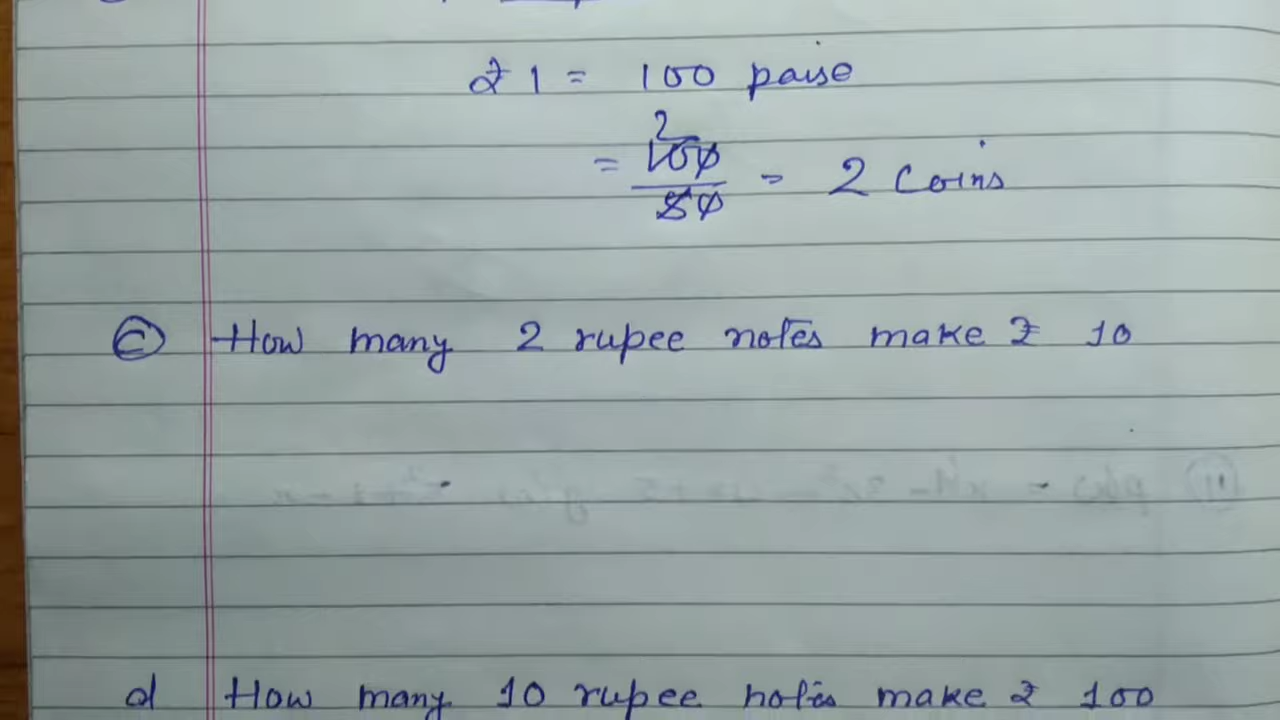 ₹ 1 = 100 paise
2
= 100/50 = 2 coins
(c) How many 2 rupee notes make ₹ 10
d How many 10 rupee notes make ₹ 100